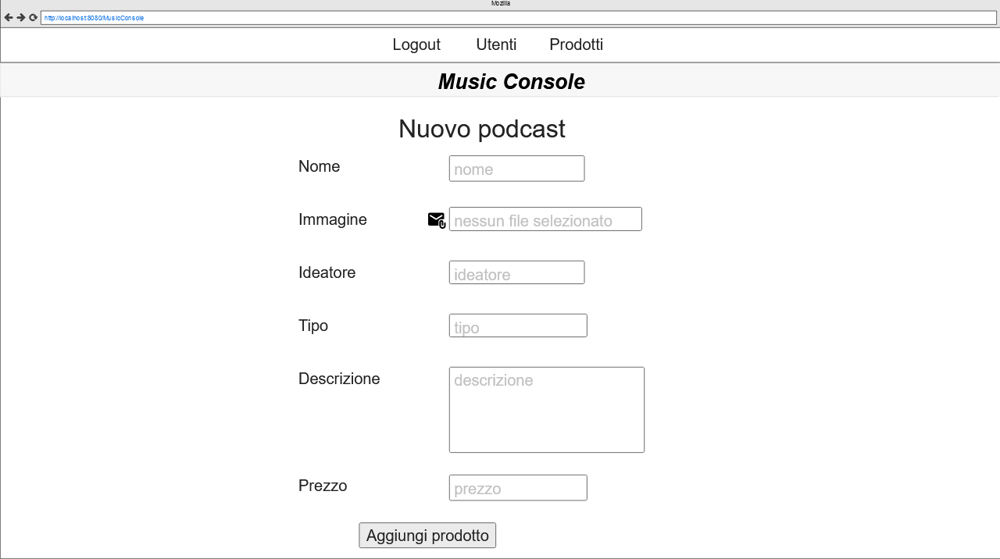 Mozilla
http://localhost:8080/MusicConsole
Logout Utenti Prodotti
Music Console
Nuovo podcast
Nome nome
Immagine nessun file selezionato
Ideatore ideatore
Tipo tipo
Descrizione descrizione
Prezzo prezzo
Aggiungi prodotto